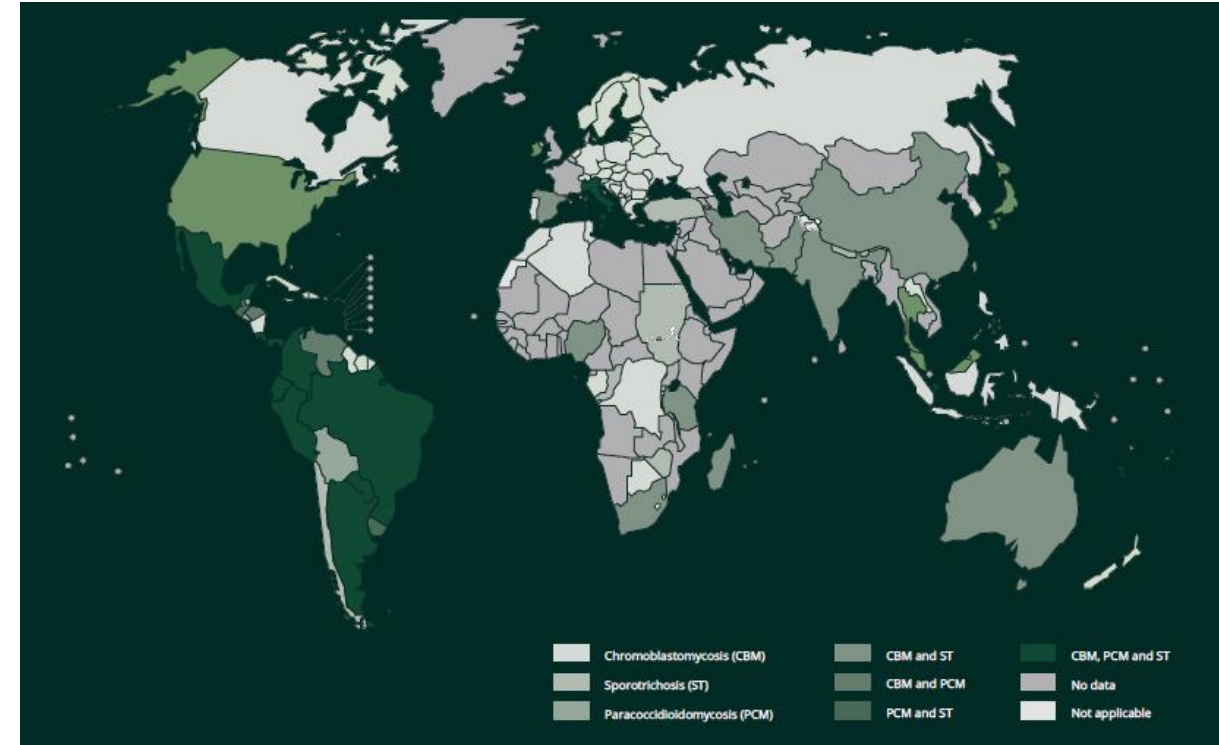 Chromoblastomycosis (CBM)
Sporotrichosis (ST)
Paracoccidioidomycosis (PCM)
CBM and ST
CBM and PCM
PCM and ST
CBM, PCM and ST
No data
Not applicable